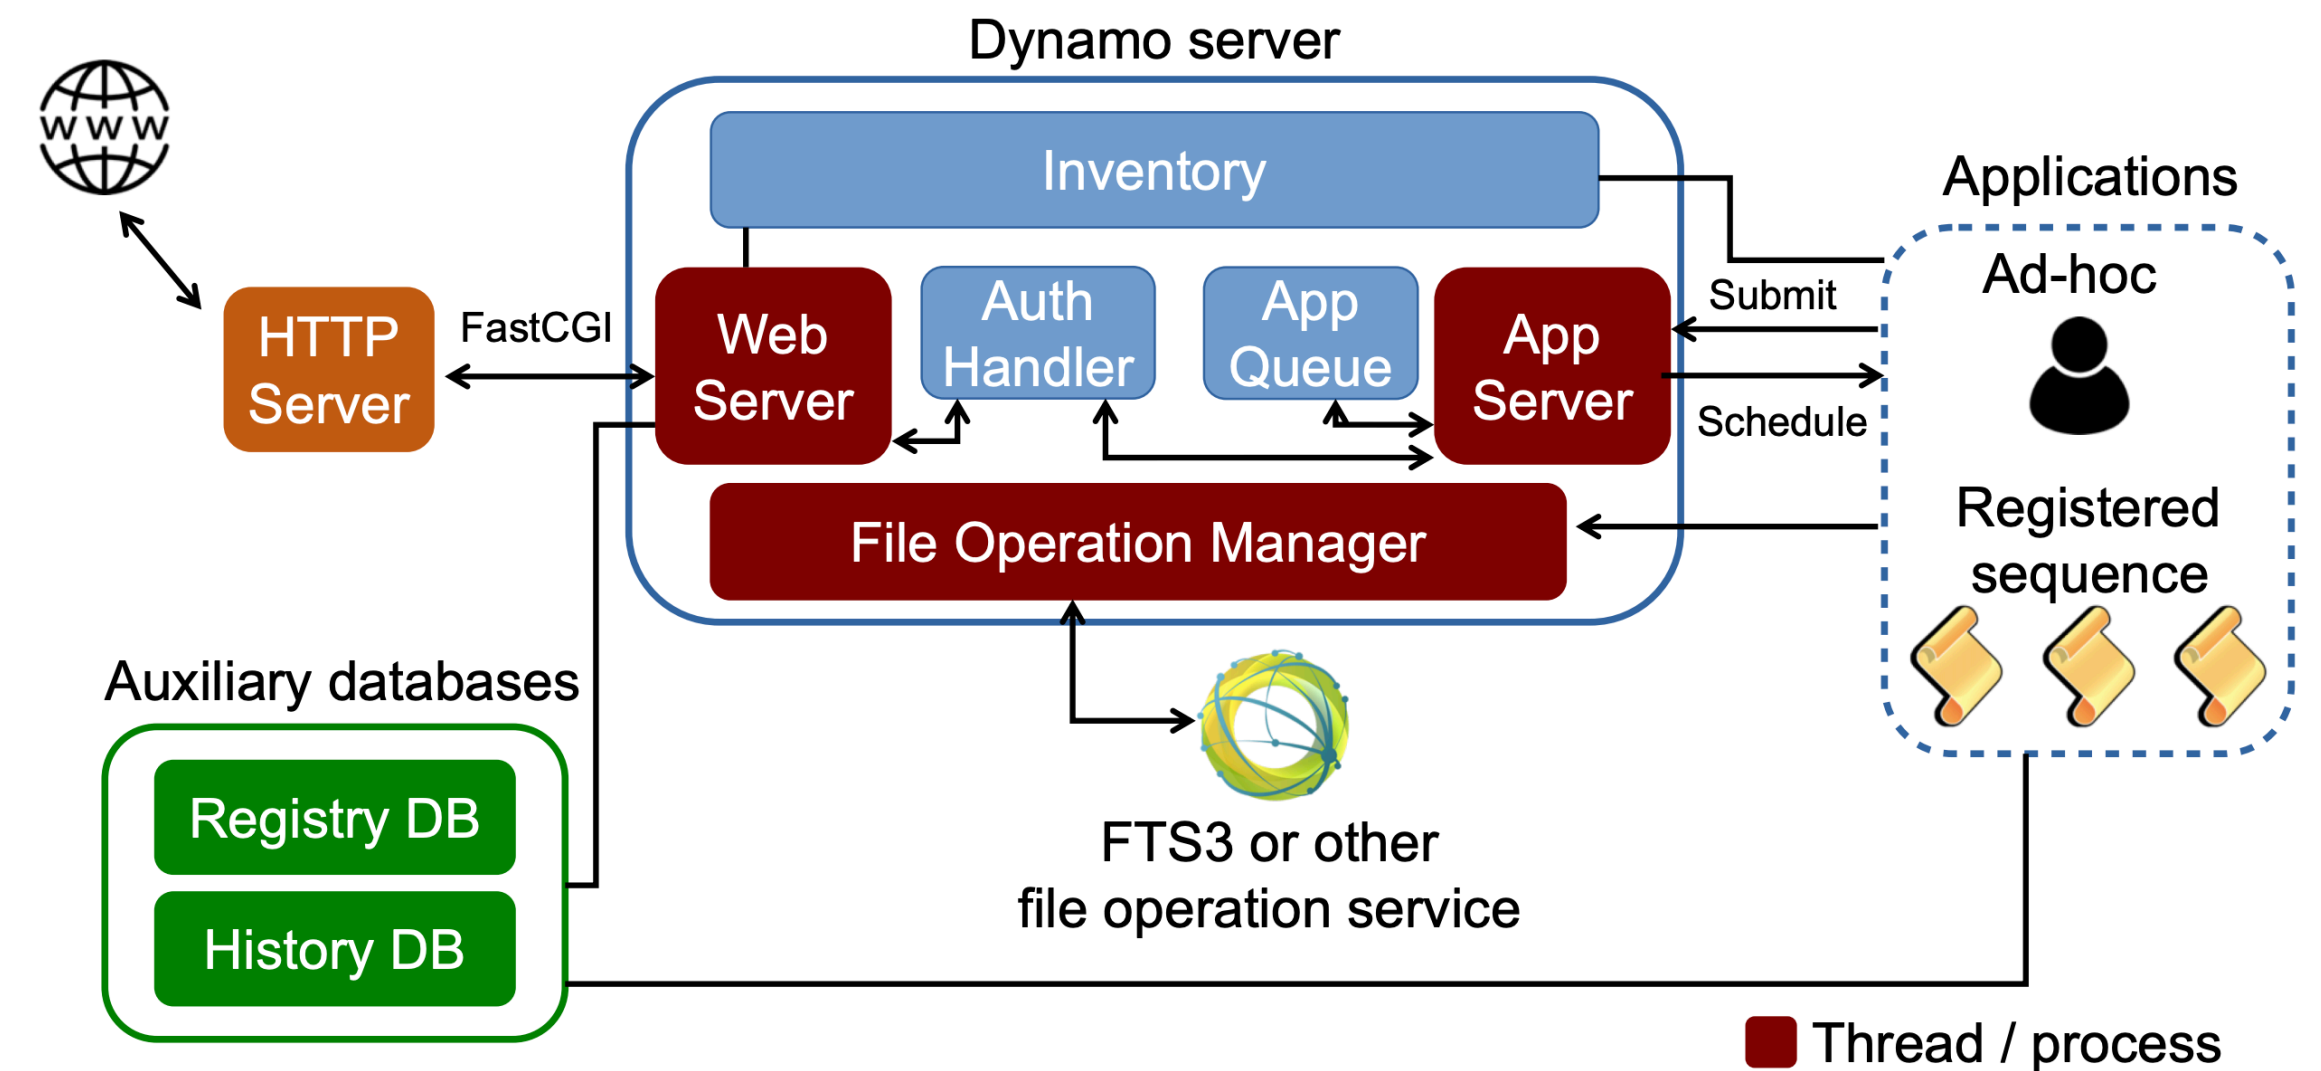 Dynamo server
WWW
Inventory
Applications
Ad-hoc
HTTP
Server
FastCGI
Web
Server
Auth
Handler
App
Queue
App
Server
Submit
Schedule
Registered
sequence
File Operation Manager
Auxiliary databases
Registry DB
History DB
FTS3 or other
file operation service
Thread / process